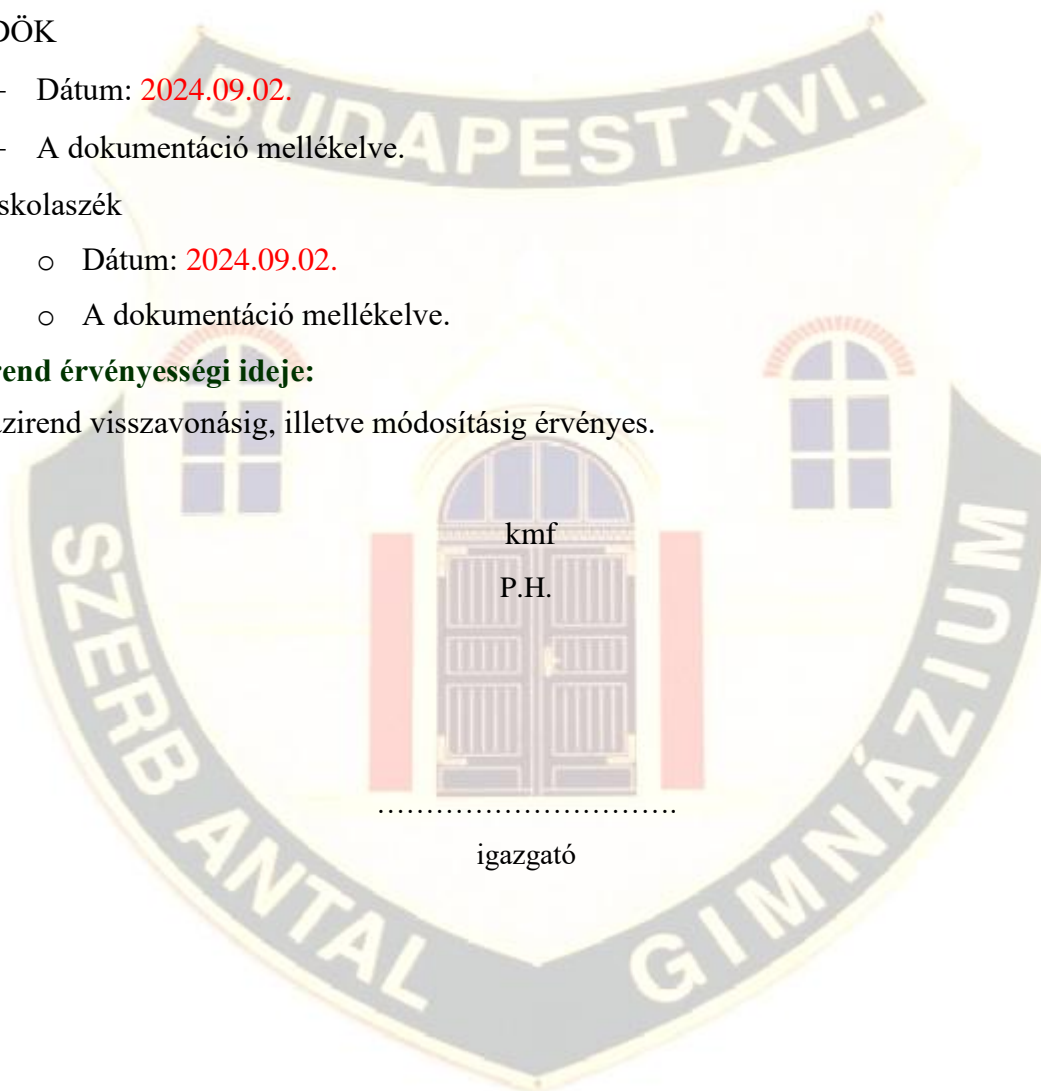 DÖK
– Dátum: 2024.09.02.
– A dokumentáció mellékelve.
skolaszék
o Dátum: 2024.09.02.
o A dokumentáció mellékelve.
rend érvényességi ideje:
zirend visszavonásig, illetve módosításig érvényes.
kmf
P.H.
…………………………….
igazgató
BUDAPEST XVI.
SZERB ANTAL GIMNÁZIUM